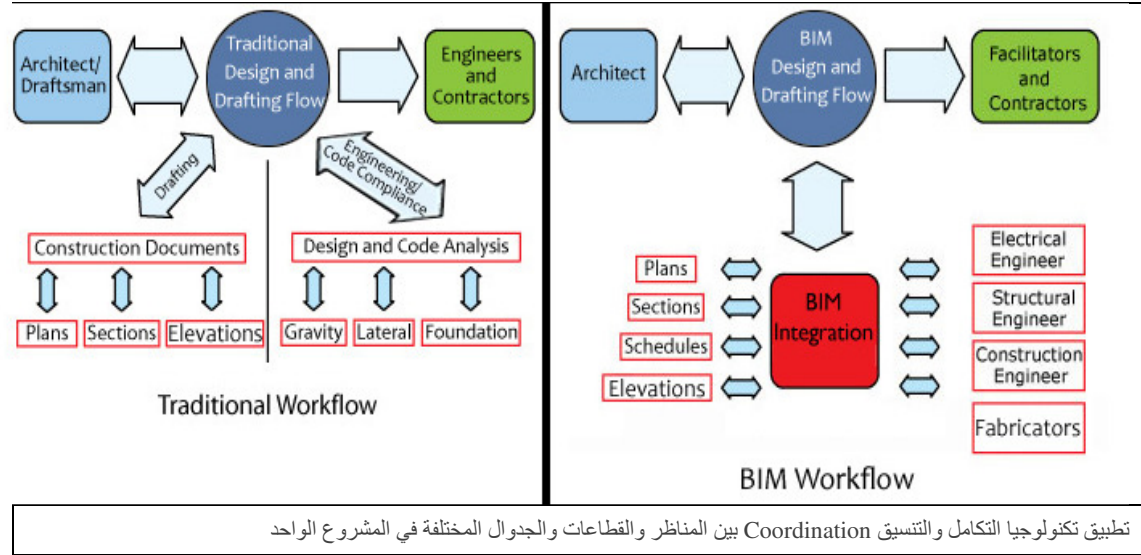 Architect/
Draftsman
Traditional
Design and
Drafting Flow
Engineers
and
Contractors
Drafting
Engineering/
Code Compliance
Construction Documents
Design and Code Analysis
Plans
Sections
Elevations
Gravity
Lateral
Foundation
Traditional Workflow
Architect
BIM
Design and
Drafting Flow
Facilitators
and
Contractors
Plans
Sections
Schedules
Elevations
BIM
Integration
Electrical
Engineer
Structural
Engineer
Construction
Engineer
Fabricators
BIM Workflow
تطبيق تكنولوجيا التكامل والتنسيق Coordination بين المناظر والقطاعات والجدوال المختلفة في المشروع الواحد